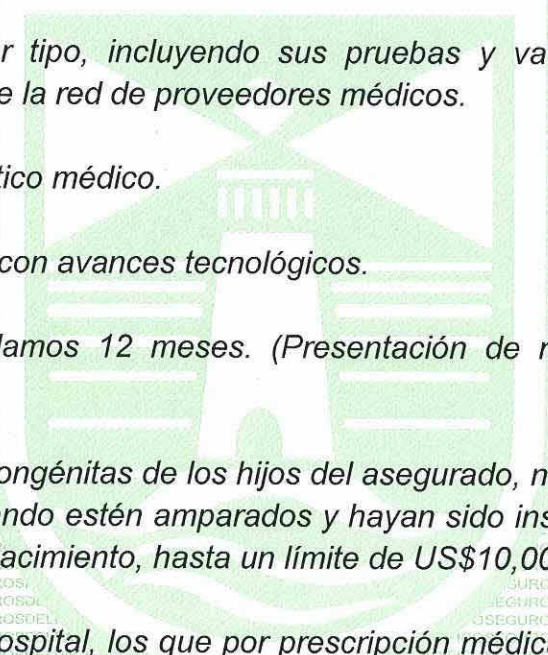 r tipo, incluyendo sus pruebas y va
e la red de proveedores médicos.
tico médico.
con avances tecnológicos.
lamos 12 meses. (Presentación de r
ongénitas de los hijos del asegurado, n
ndo estén amparados y hayan sido ins
acimiento, hasta un límite de US$10,00
ospital, los que por prescripción médic